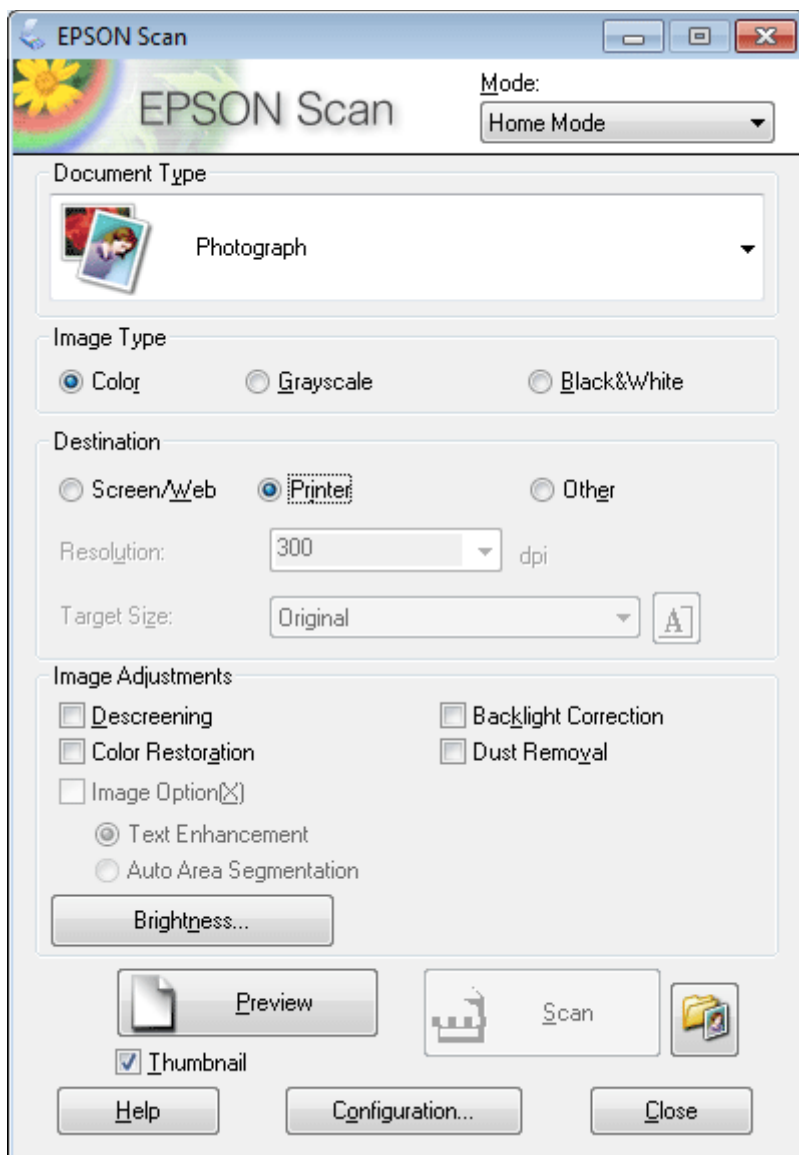 EPSON Scan
EPSON Scan
Mode:
Home Mode
Document Type
Photograph
Image Type
Color
Grayscale
Black&White
Destination
Screen/Web
Printer
Other
Resolution:
300
dpi
Target Size:
Original
A
Image Adjustments
Descreening
Backlight Correction
Color Restoration
Dust Removal
Image Option(X)
Text Enhancement
Auto Area Segmentation
Brightness...
Preview
Scan
Thumbnail
Help
Configuration...
Close